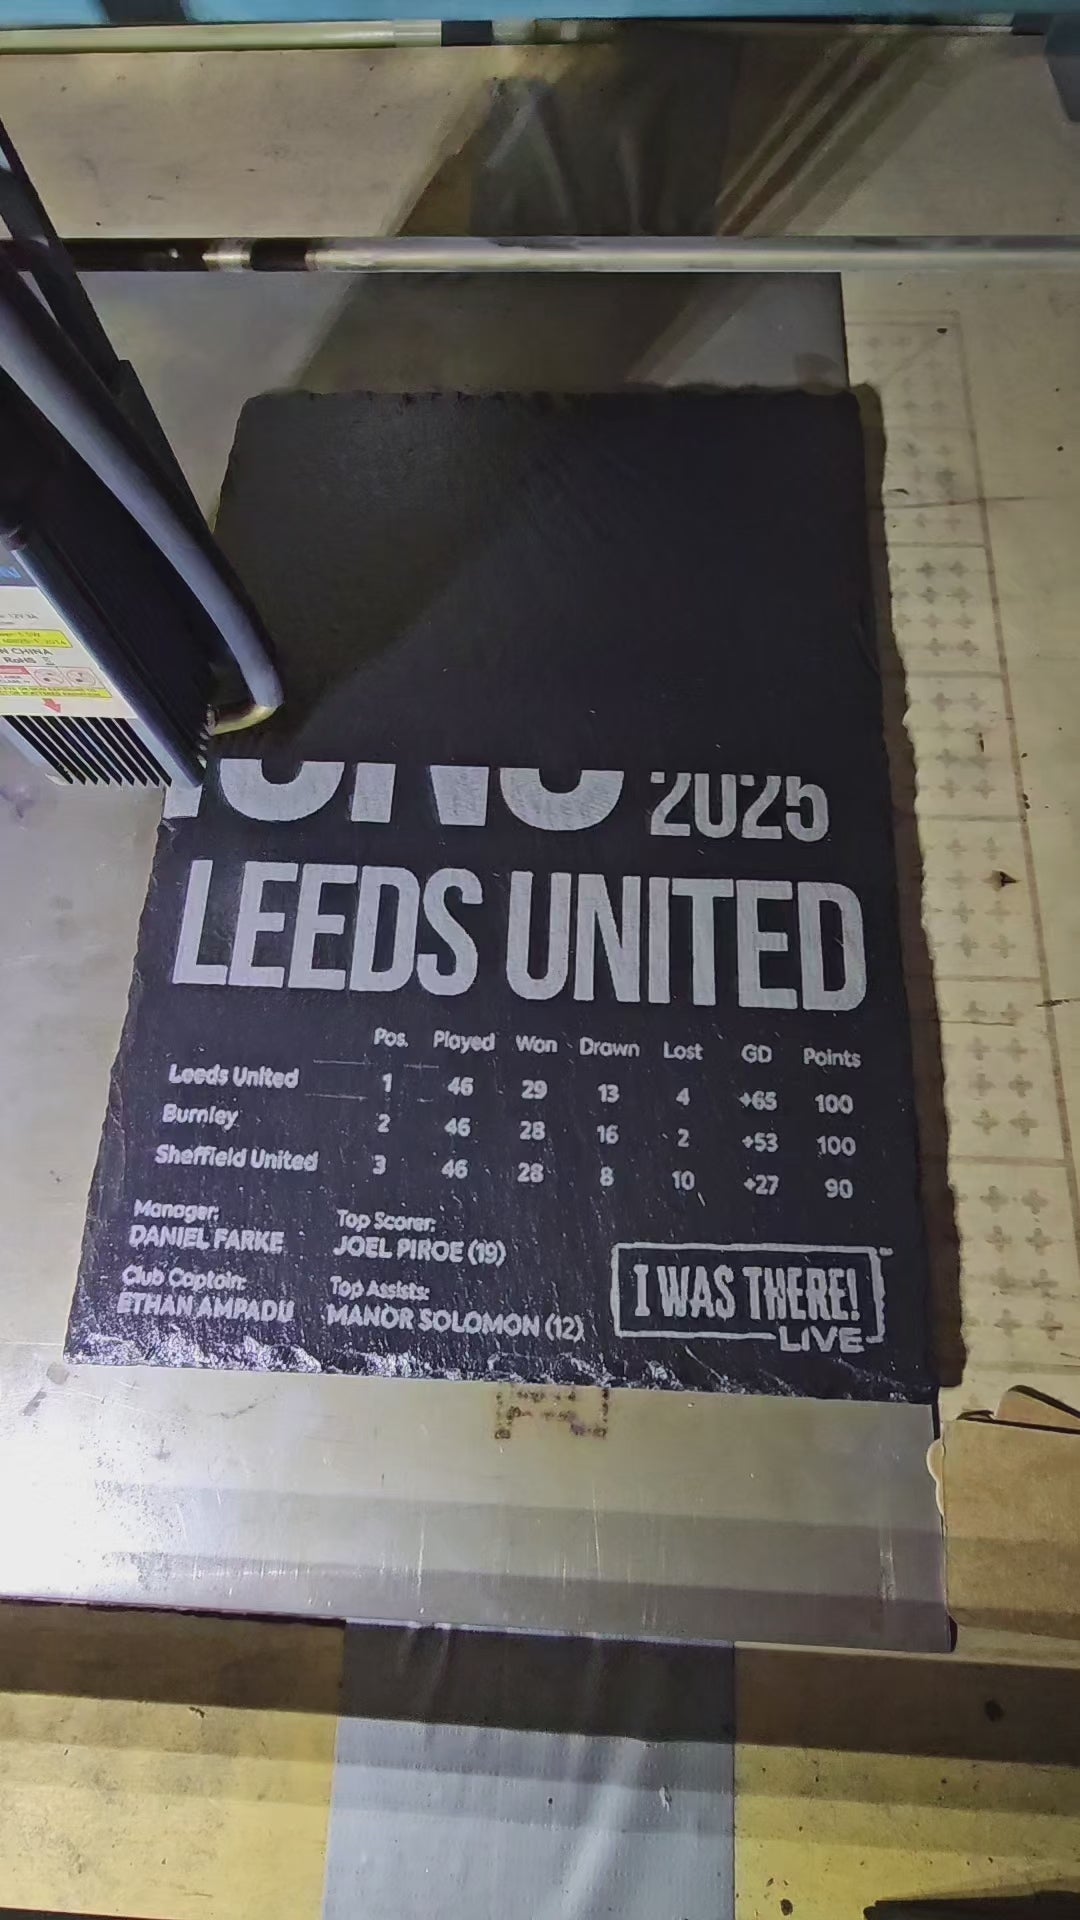 2025
LEEDS UNITED
Pos. Played Won Drawn Lost GD Points
Leeds United 1 46 29 13 4 +65 100
Burnley 2 46 28 16 2 +53 100
Sheffield United 3 46 28 8 10 +27 90
Manager:
DANIEL FARKE
Top Scorer:
JOEL PIROE (19)
Club Captain:
ETHAN AMPADU
Top Assists:
MANOR SOLOMON (12)
I WAS THERE!
LIVE
CHINA
RoHS